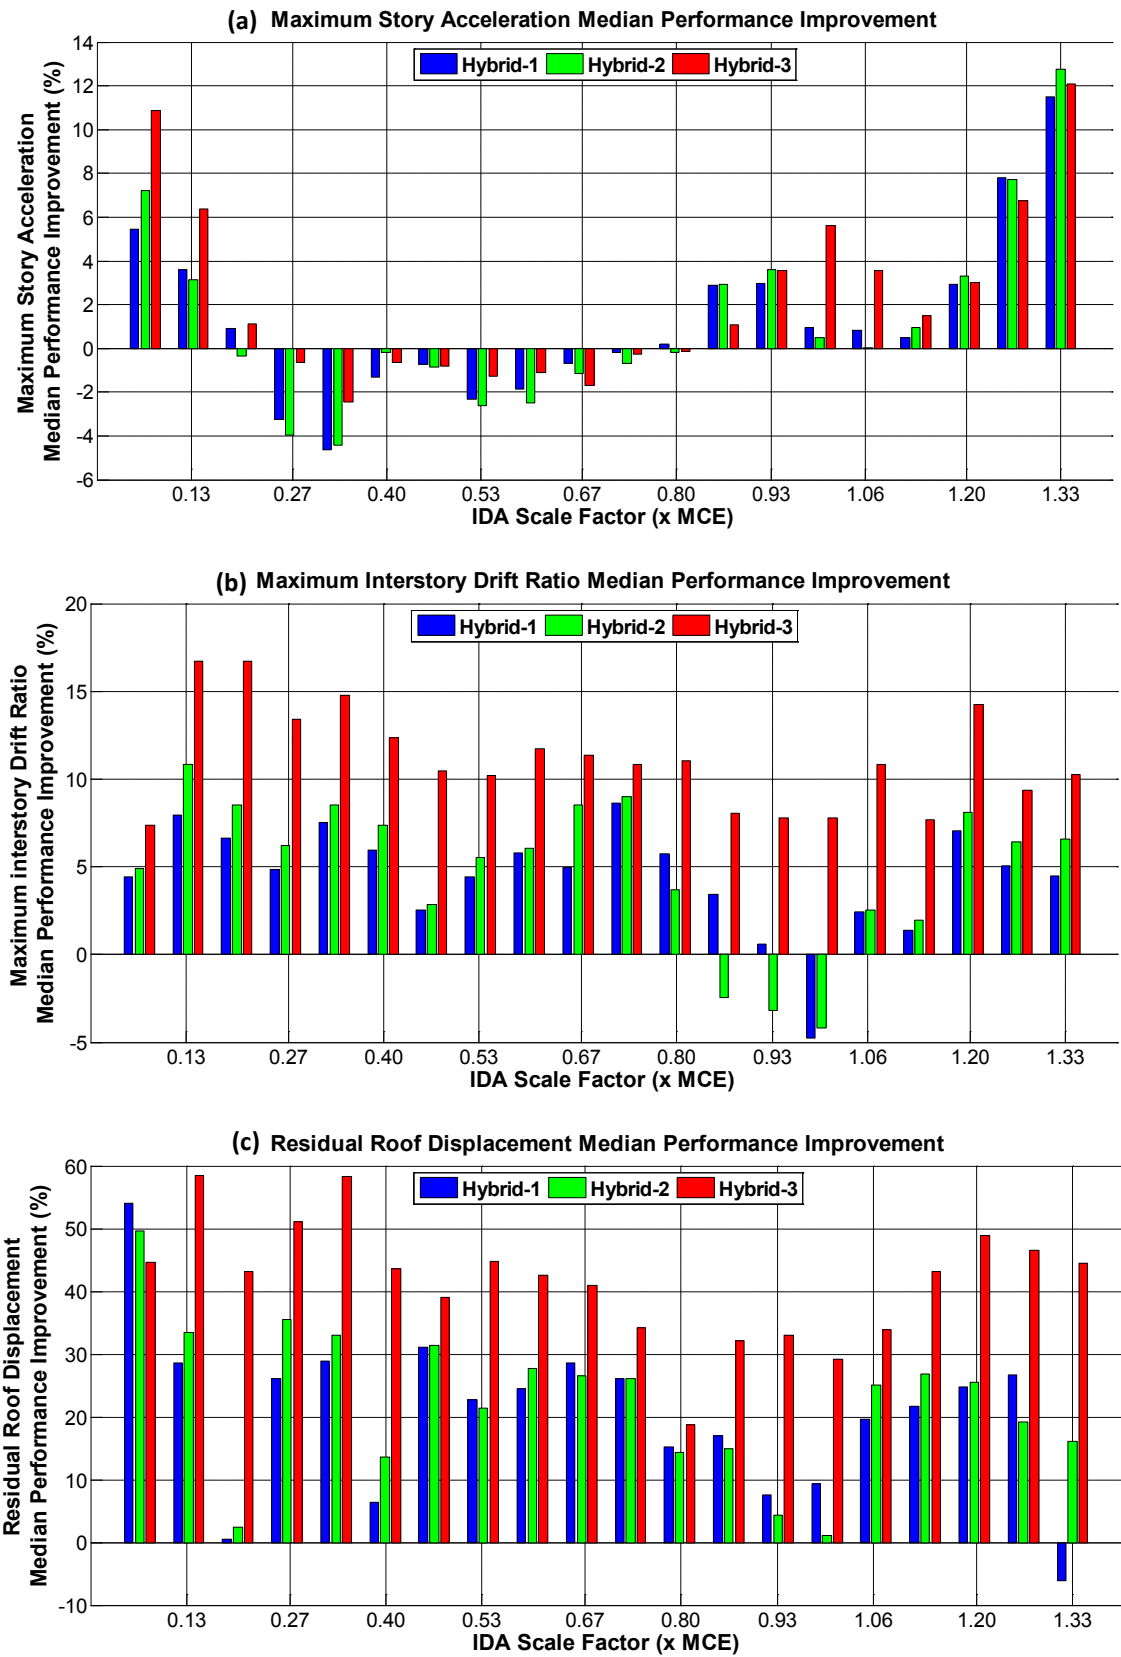 (a) Maximum Story Acceleration Median Performance Improvement
Maximum Story Acceleration
Median Performance Improvement (%)
14
12
10
8
6
4
2
0
-2
-4
-6
Hybrid-1 Hybrid-2 Hybrid-3
0.13 0.27 0.40 0.53 0.67 0.80 0.93 1.06 1.20 1.33
IDA Scale Factor (x MCE)
(b) Maximum Interstory Drift Ratio Median Performance Improvement
Maximum interstory Drift Ratio
Median Performance Improvement (%)
20
15
10
5
0
-5
Hybrid-1 Hybrid-2 Hybrid-3
0.13 0.27 0.40 0.53 0.67 0.80 0.93 1.06 1.20 1.33
IDA Scale Factor (x MCE)
(c) Residual Roof Displacement Median Performance Improvement
Residual Roof Displacement
Median Performance Improvement (%)
60
50
40
30
20
10
0
-10
Hybrid-1 Hybrid-2 Hybrid-3
0.13 0.27 0.40 0.53 0.67 0.80 0.93 1.06 1.20 1.33
IDA Scale Factor (x MCE)